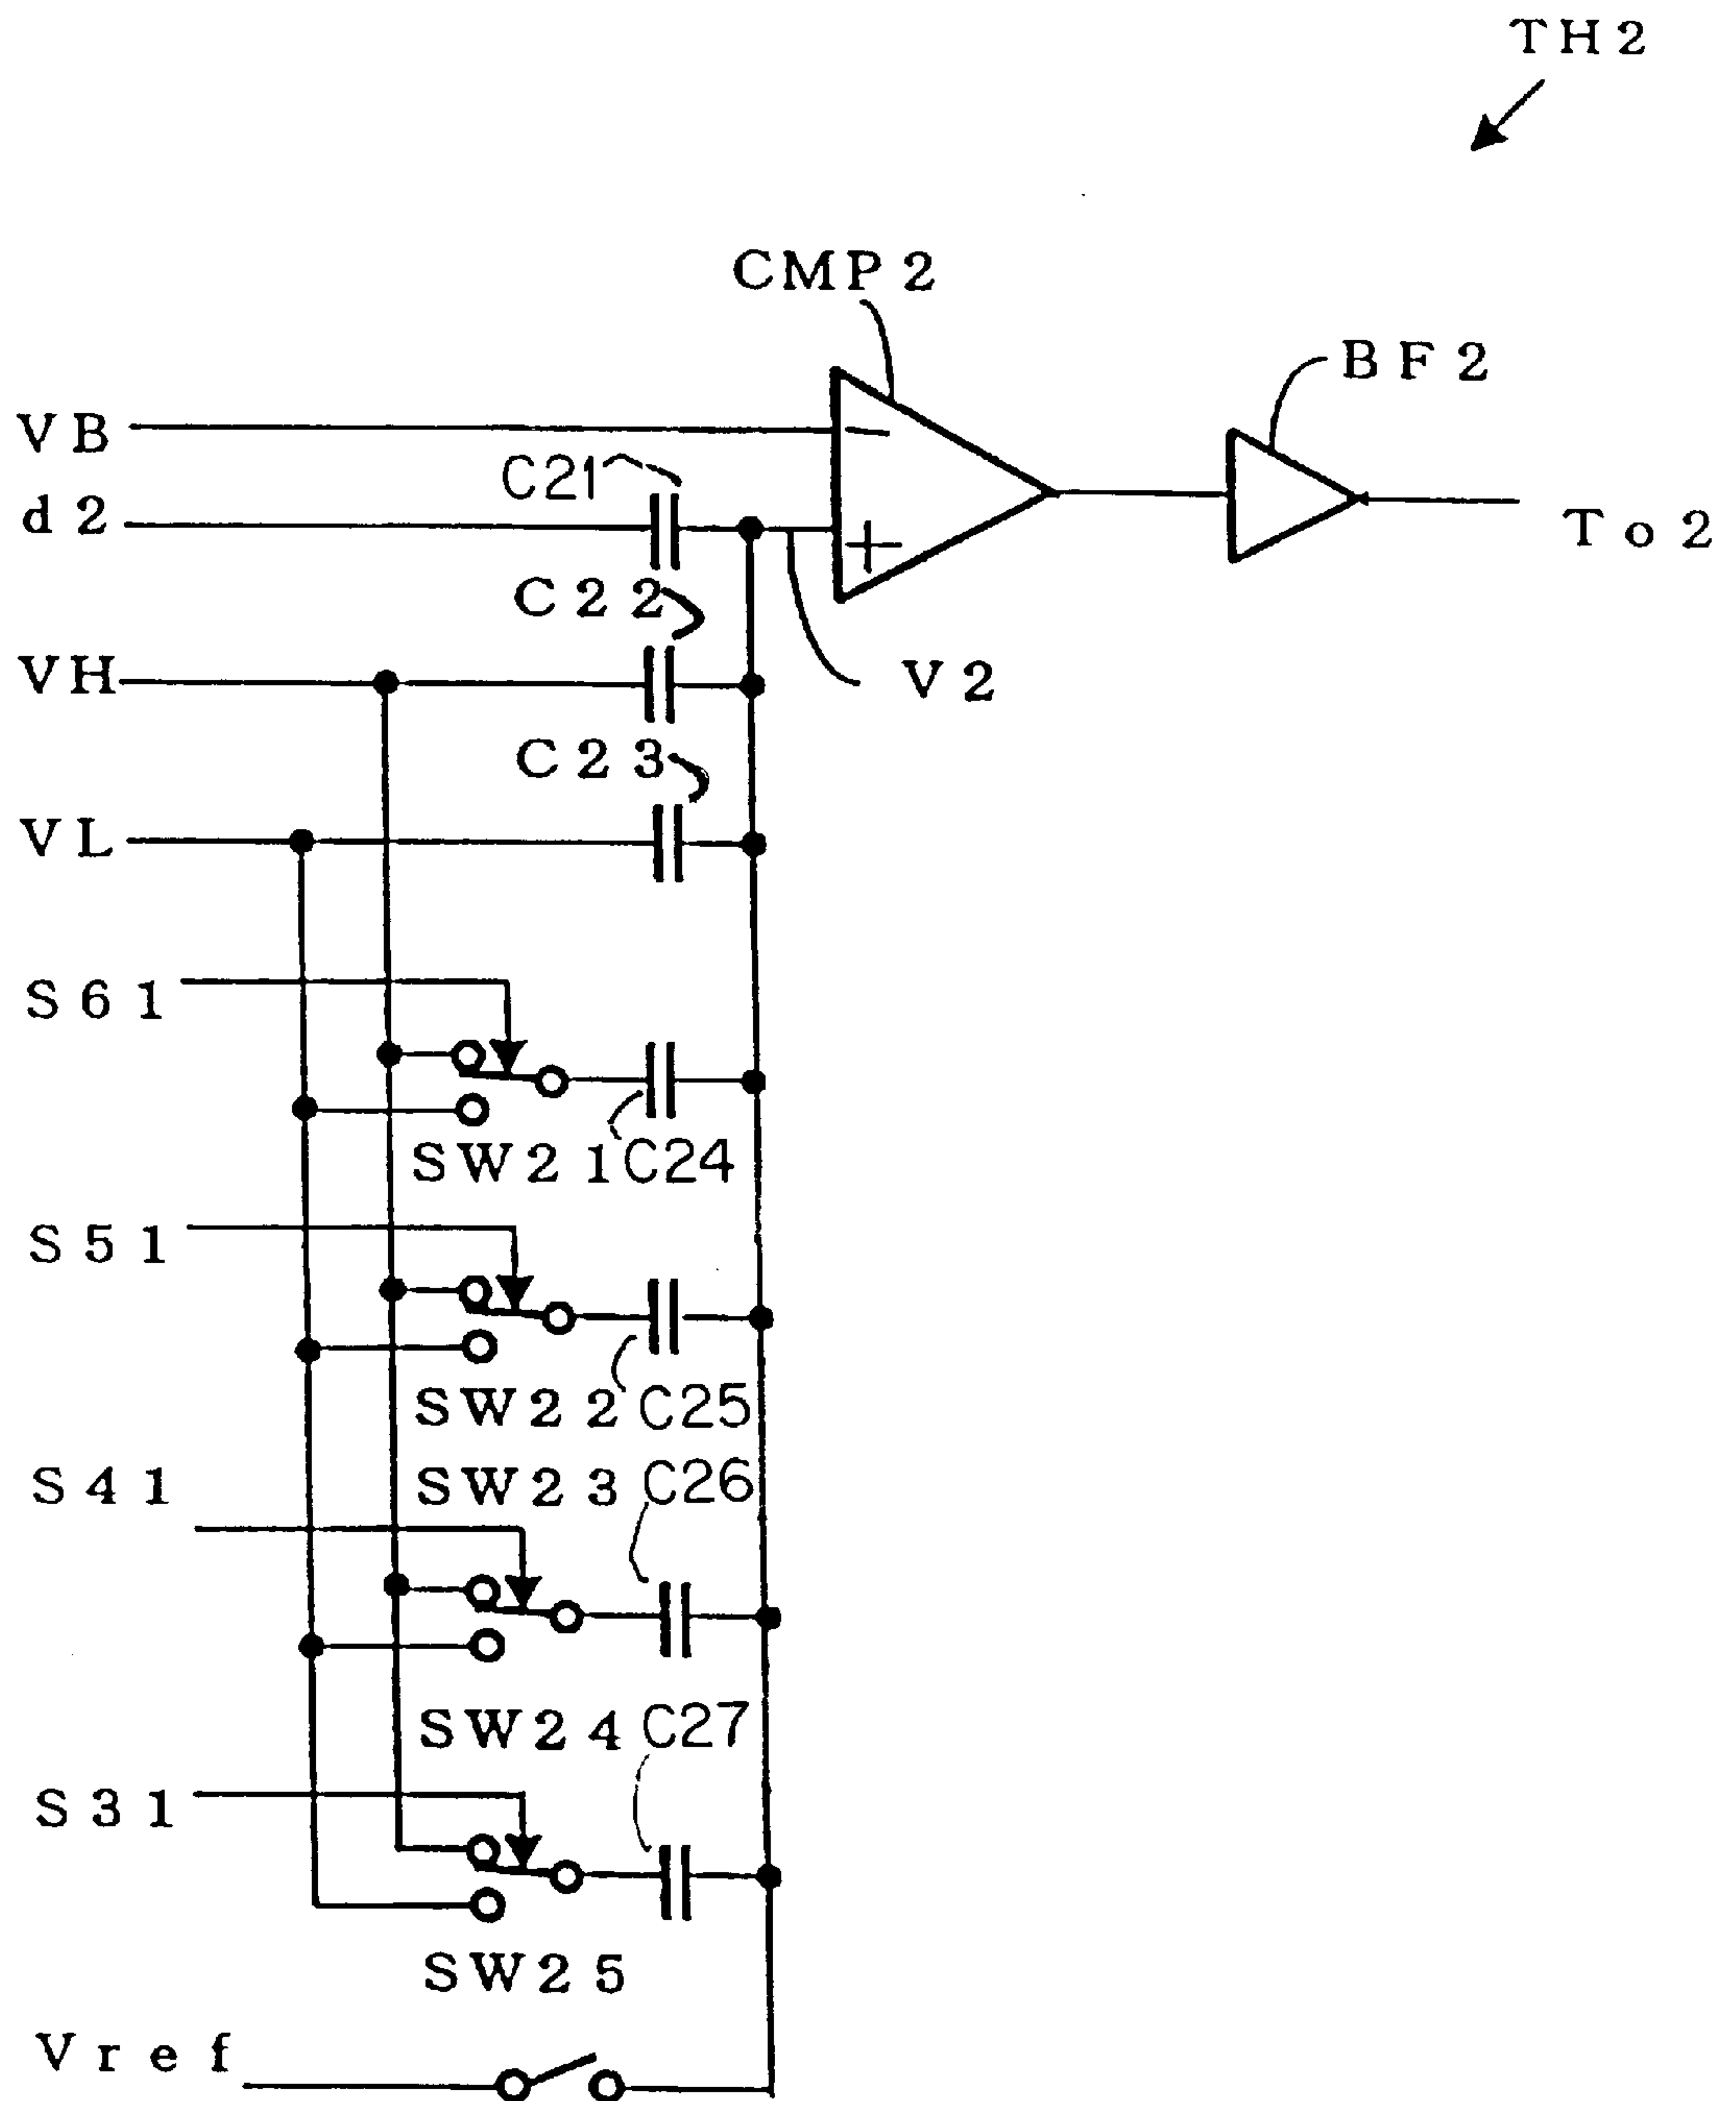 TH2
CMP2
BF2
VB
C21
d2
To2
C22
VH
V2
C23
VL
S61
SW21 C24
S51
SW22 C25
S41
SW23 C26
SW24 C27
S31
SW25
Vref